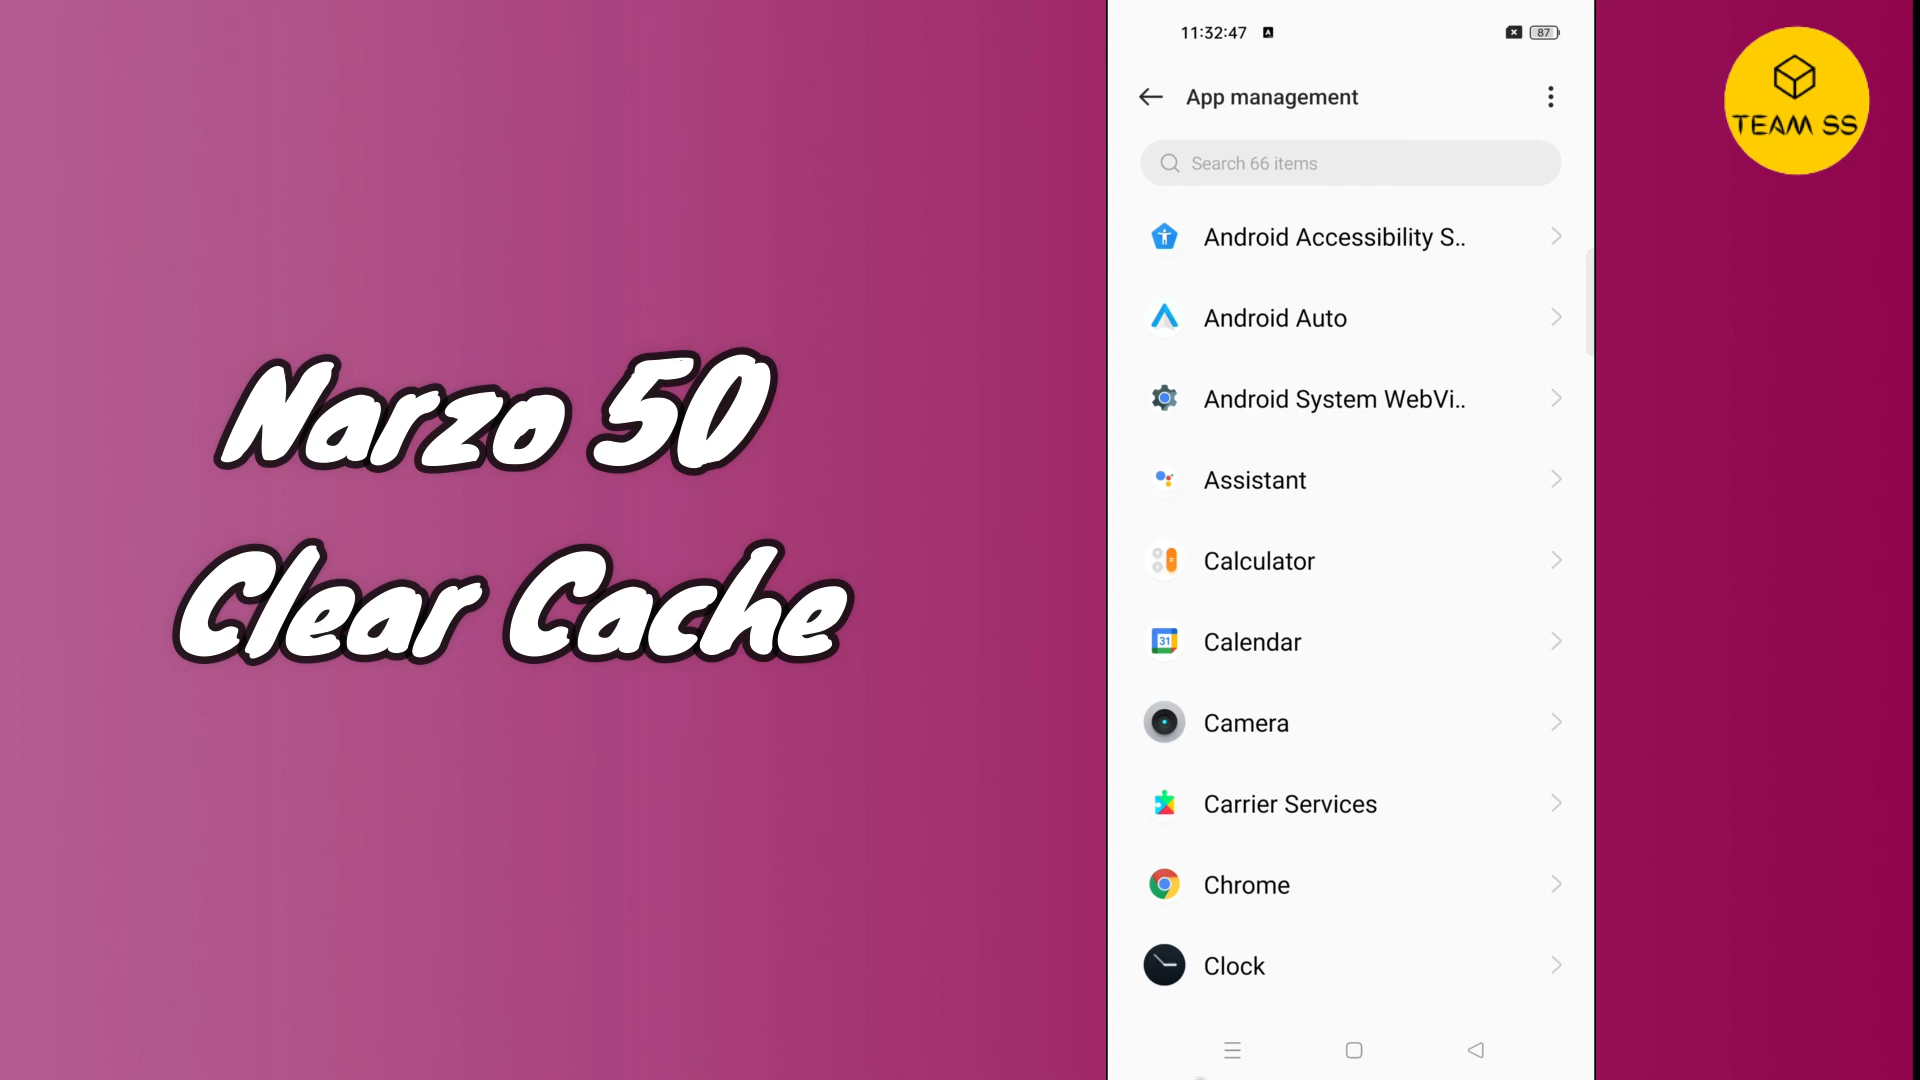 11:32:47
87
App management
Search 66 items
Android Accessibility S..
Android Auto
Android System WebVi..
Assistant
Calculator
31
Calendar
Camera
Carrier Services
Chrome
Clock
Narzo 50
Clear Cache
TEAM SS